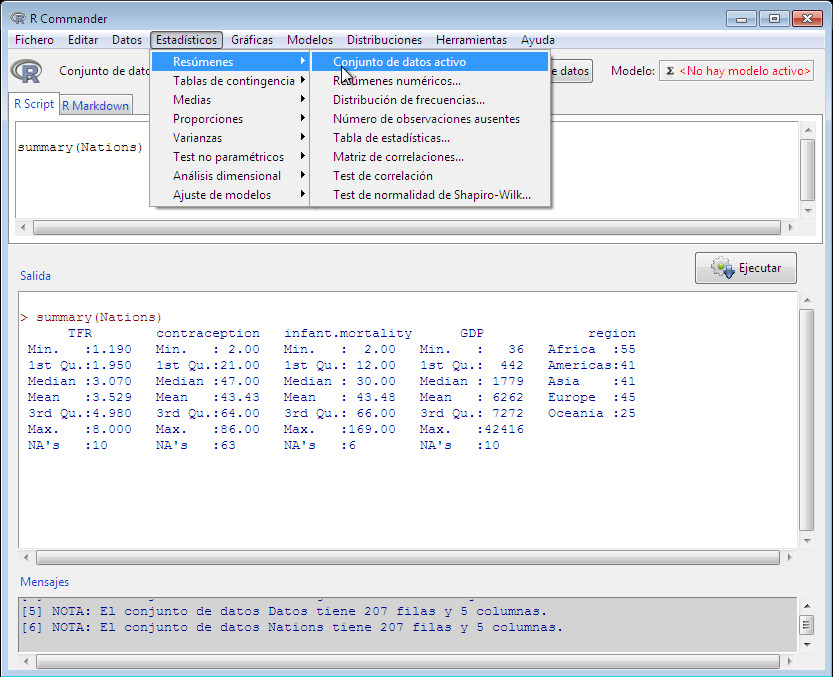 R Commander
Fichero Editar Datos Estadísticos Gráficas Modelos Distribuciones Herramientas Ayuda
Conjunto de dato e datos Modelo: Σ <No hay modelo activo>
Resúmenes
Tablas de contingencia
Medias
Proporciones
Varianzas
Test no paramétricos
Análisis dimensional
Ajuste de modelos
Conjunto de datos activo
Resúmenes numéricos...
Distribución de frecuencias...
Número de observaciones ausentes
Tabla de estadísticas...
Matriz de correlaciones...
Test de correlación
Test de normalidad de Shapiro-Wilk...
R Script R Markdown
summary(Nations)
Ejecutar
Salida
> summary(Nations)
TFR contraception infant.mortality GDP region
Min. :1.190 Min. : 2.00 Min. : 2.00 Min. : 36 Africa :55
1st Qu.:1.950 1st Qu.:21.00 1st Qu.: 12.00 1st Qu.: 442 Americas:41
Median :3.070 Median :47.00 Median : 30.00 Median : 1779 Asia :41
Mean :3.529 Mean :43.43 Mean : 43.48 Mean : 6262 Europe :45
3rd Qu.:4.980 3rd Qu.:64.00 3rd Qu.: 66.00 3rd Qu.: 7272 Oceania :25
Max. :8.000 Max. :86.00 Max. :169.00 Max. :42416
NA's :10 NA's :63 NA's :6 NA's :10
Mensajes
[5] NOTA: El conjunto de datos Datos tiene 207 filas y 5 columnas.
[6] NOTA: El conjunto de datos Nations tiene 207 filas y 5 columnas.